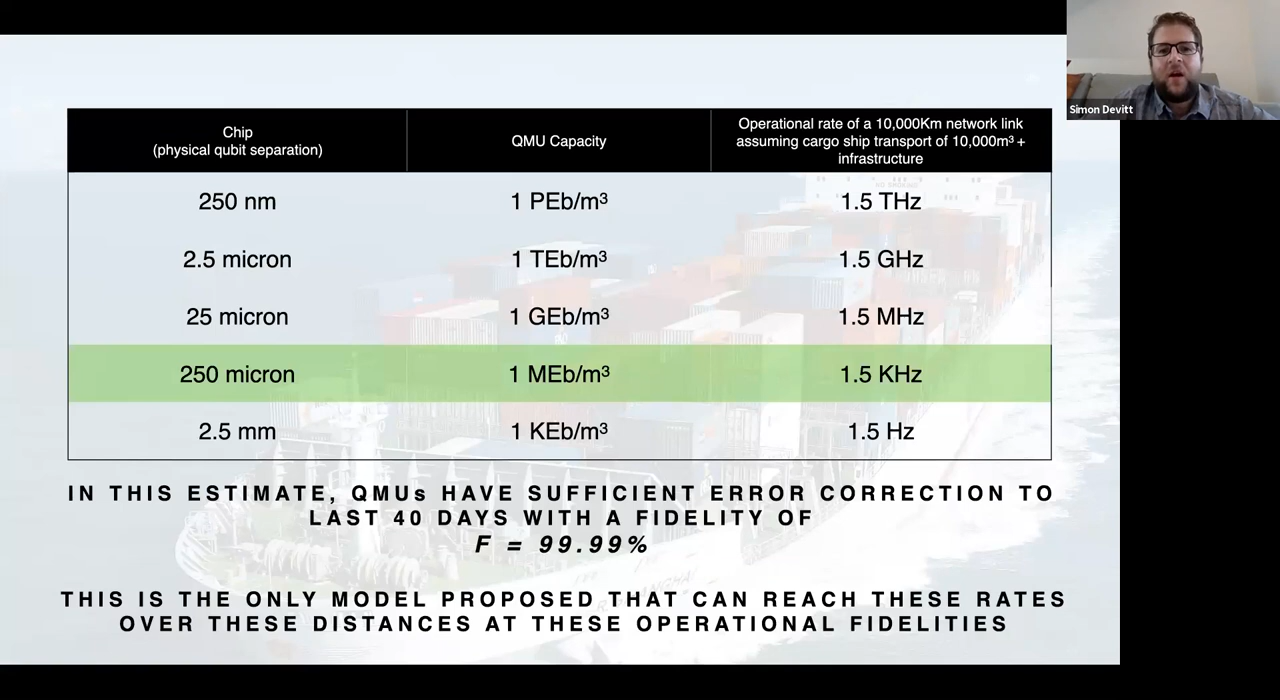 Simon Devitt
Chip
(physical qubit separation)
QMU Capacity
Operational rate of a 10,000Km network link
assuming cargo ship transport of 10,000m³ +
infrastructure
250 nm
1 PEb/m³
1.5 THz
2.5 micron
1 TEb/m³
1.5 GHz
25 micron
1 GEb/m³
1.5 MHz
250 micron
1 MEb/m³
1.5 KHz
2.5 mm
1 KEb/m³
1.5 Hz
IN THIS ESTIMATE, QMUs HAVE SUFFICIENT ERROR CORRECTION TO
LAST 40 DAYS WITH A FIDELITY OF
F = 99.99%
THIS IS THE ONLY MODEL PROPOSED THAT CAN REACH THESE RATES
OVER THESE DISTANCES AT THESE OPERATIONAL FIDELITIES